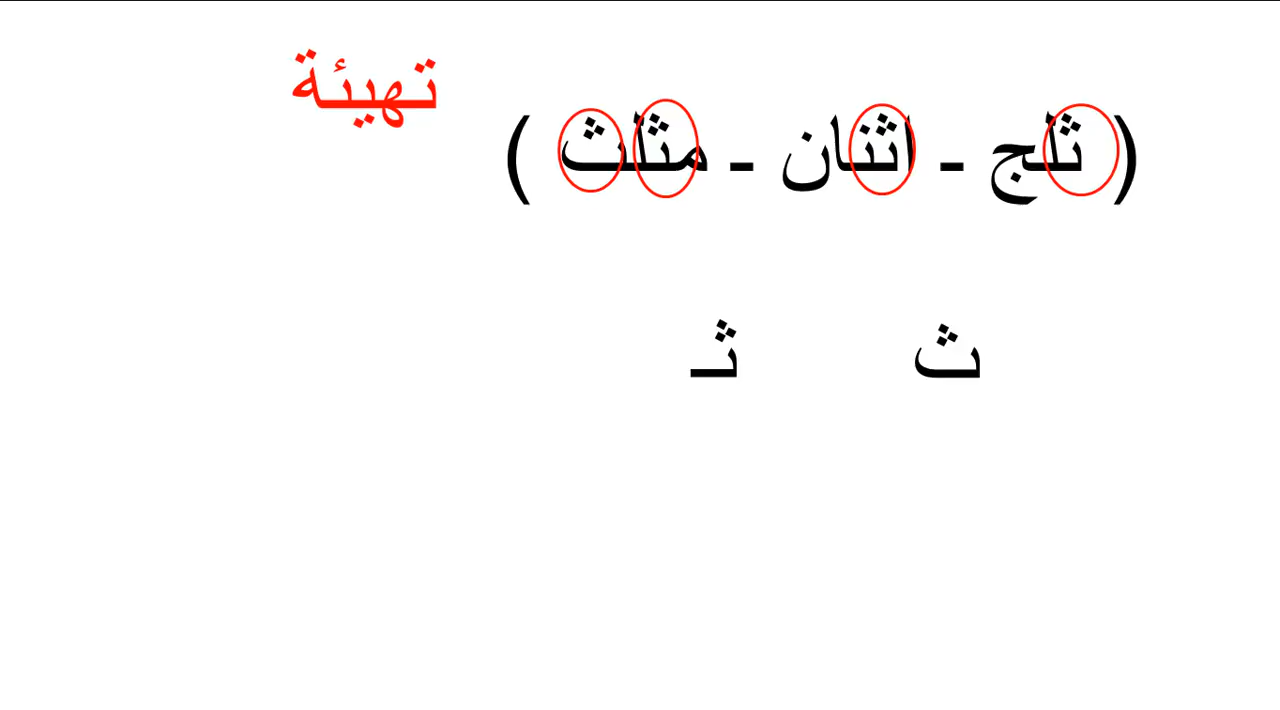 تهيئة
( ثلج - اثنان - مثلث )
ث ثـ